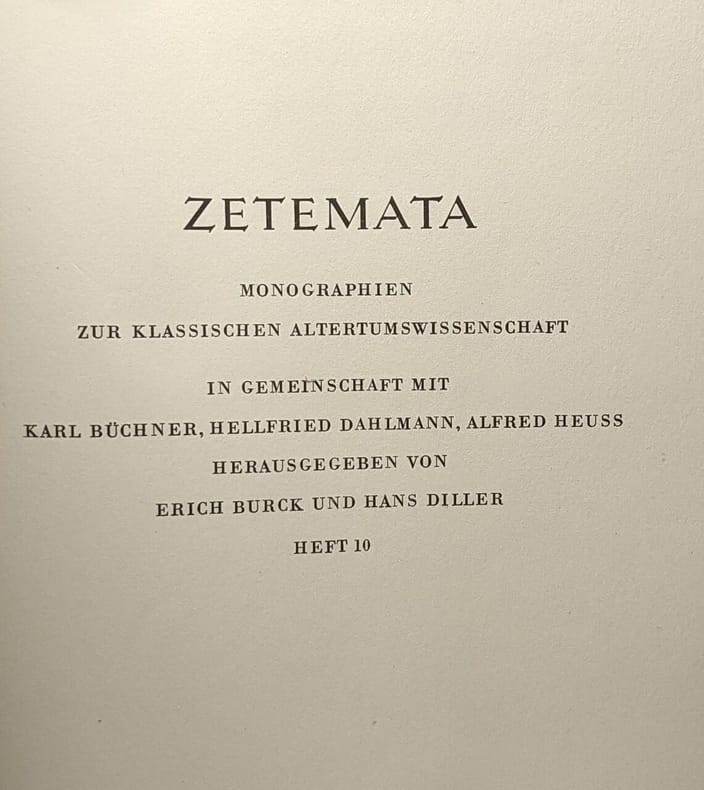 ZETEMATA
MONOGRAPHIEN
ZUR KLASSISCHEN ALTERTUMSWISSENSCHAFT
IN GEMEINSCHAFT MIT
KARL BÜCHNER, HELLFRIED DAHLMANN, ALFRED HEUSS
HERAUSGEGEBEN VON
ERICH BURCK UND HANS DILLER
HEFT 10